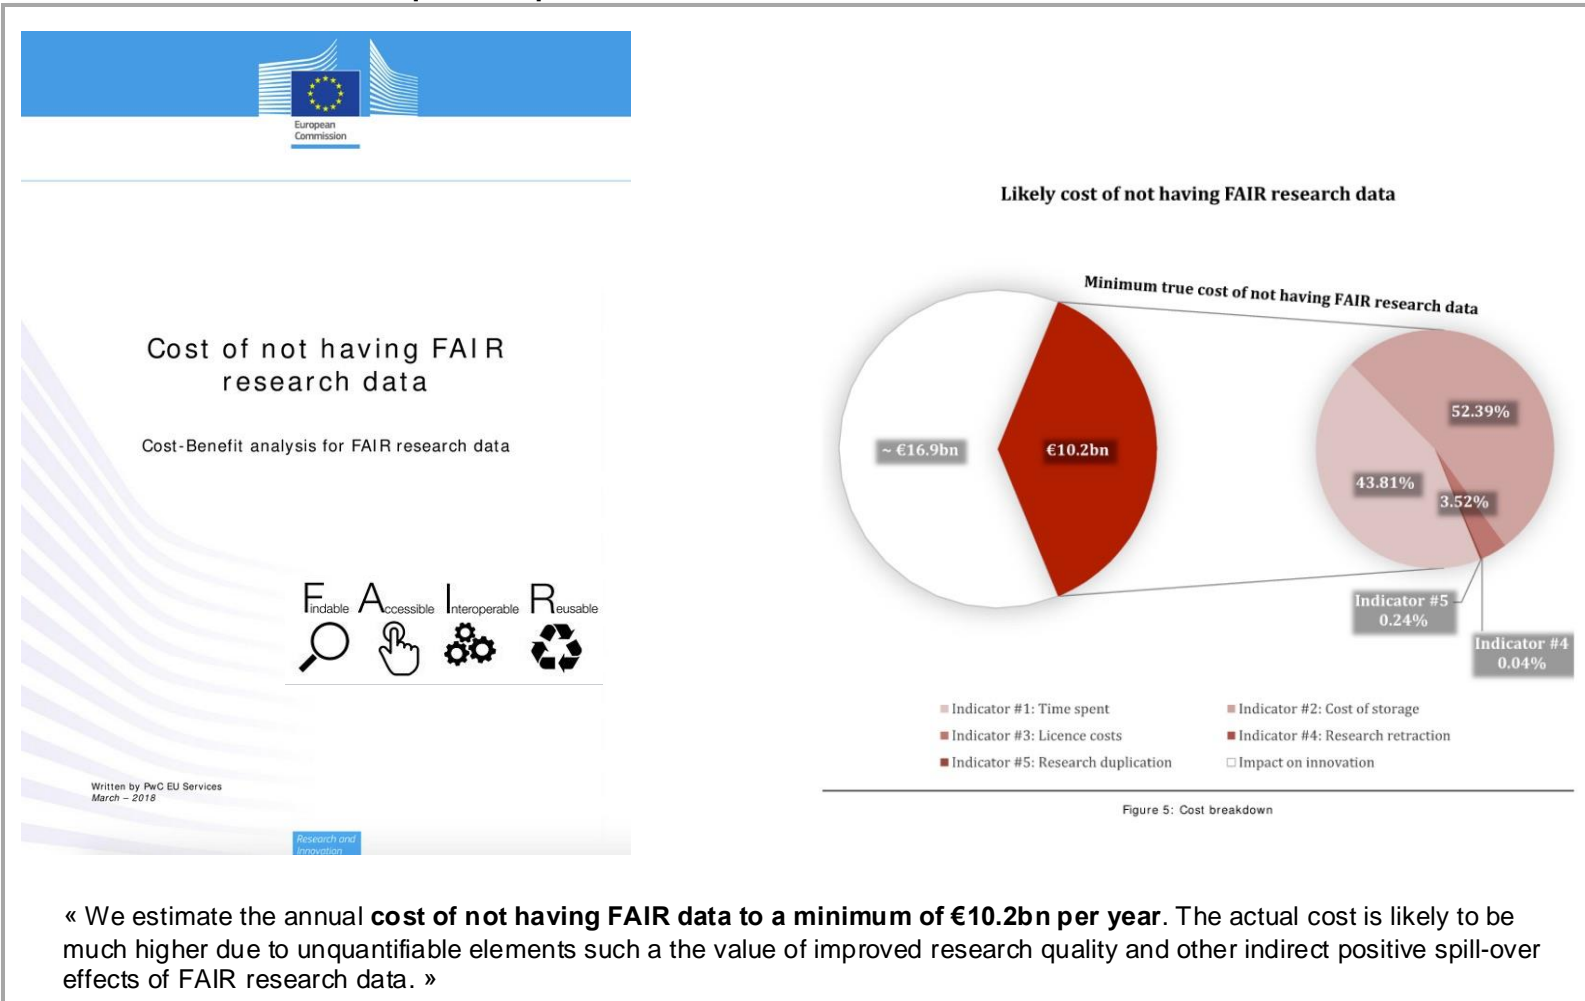 European
Commission
Cost of not having FAIR
research data
Cost-Benefit analysis for FAIR research data
Findable Accessible Interoperable Reusable
Written by PwC EU Services
March – 2018
Research and
Innovation
Likely cost of not having FAIR research data
Minimum true cost of not having FAIR research data
~ €16.9bn
€10.2bn
52.39%
43.81%
3.52%
Indicator #5
0.24%
Indicator #4
0.04%
Indicator #1: Time spent
Indicator #2: Cost of storage
Indicator #3: Licence costs
Indicator #4: Research retraction
Indicator #5: Research duplication
Impact on innovation
Figure 5: Cost breakdown
« We estimate the annual cost of not having FAIR data to a minimum of €10.2bn per year. The actual cost is likely to be
much higher due to unquantifiable elements such a the value of improved research quality and other indirect positive spill-over
effects of FAIR research data. »